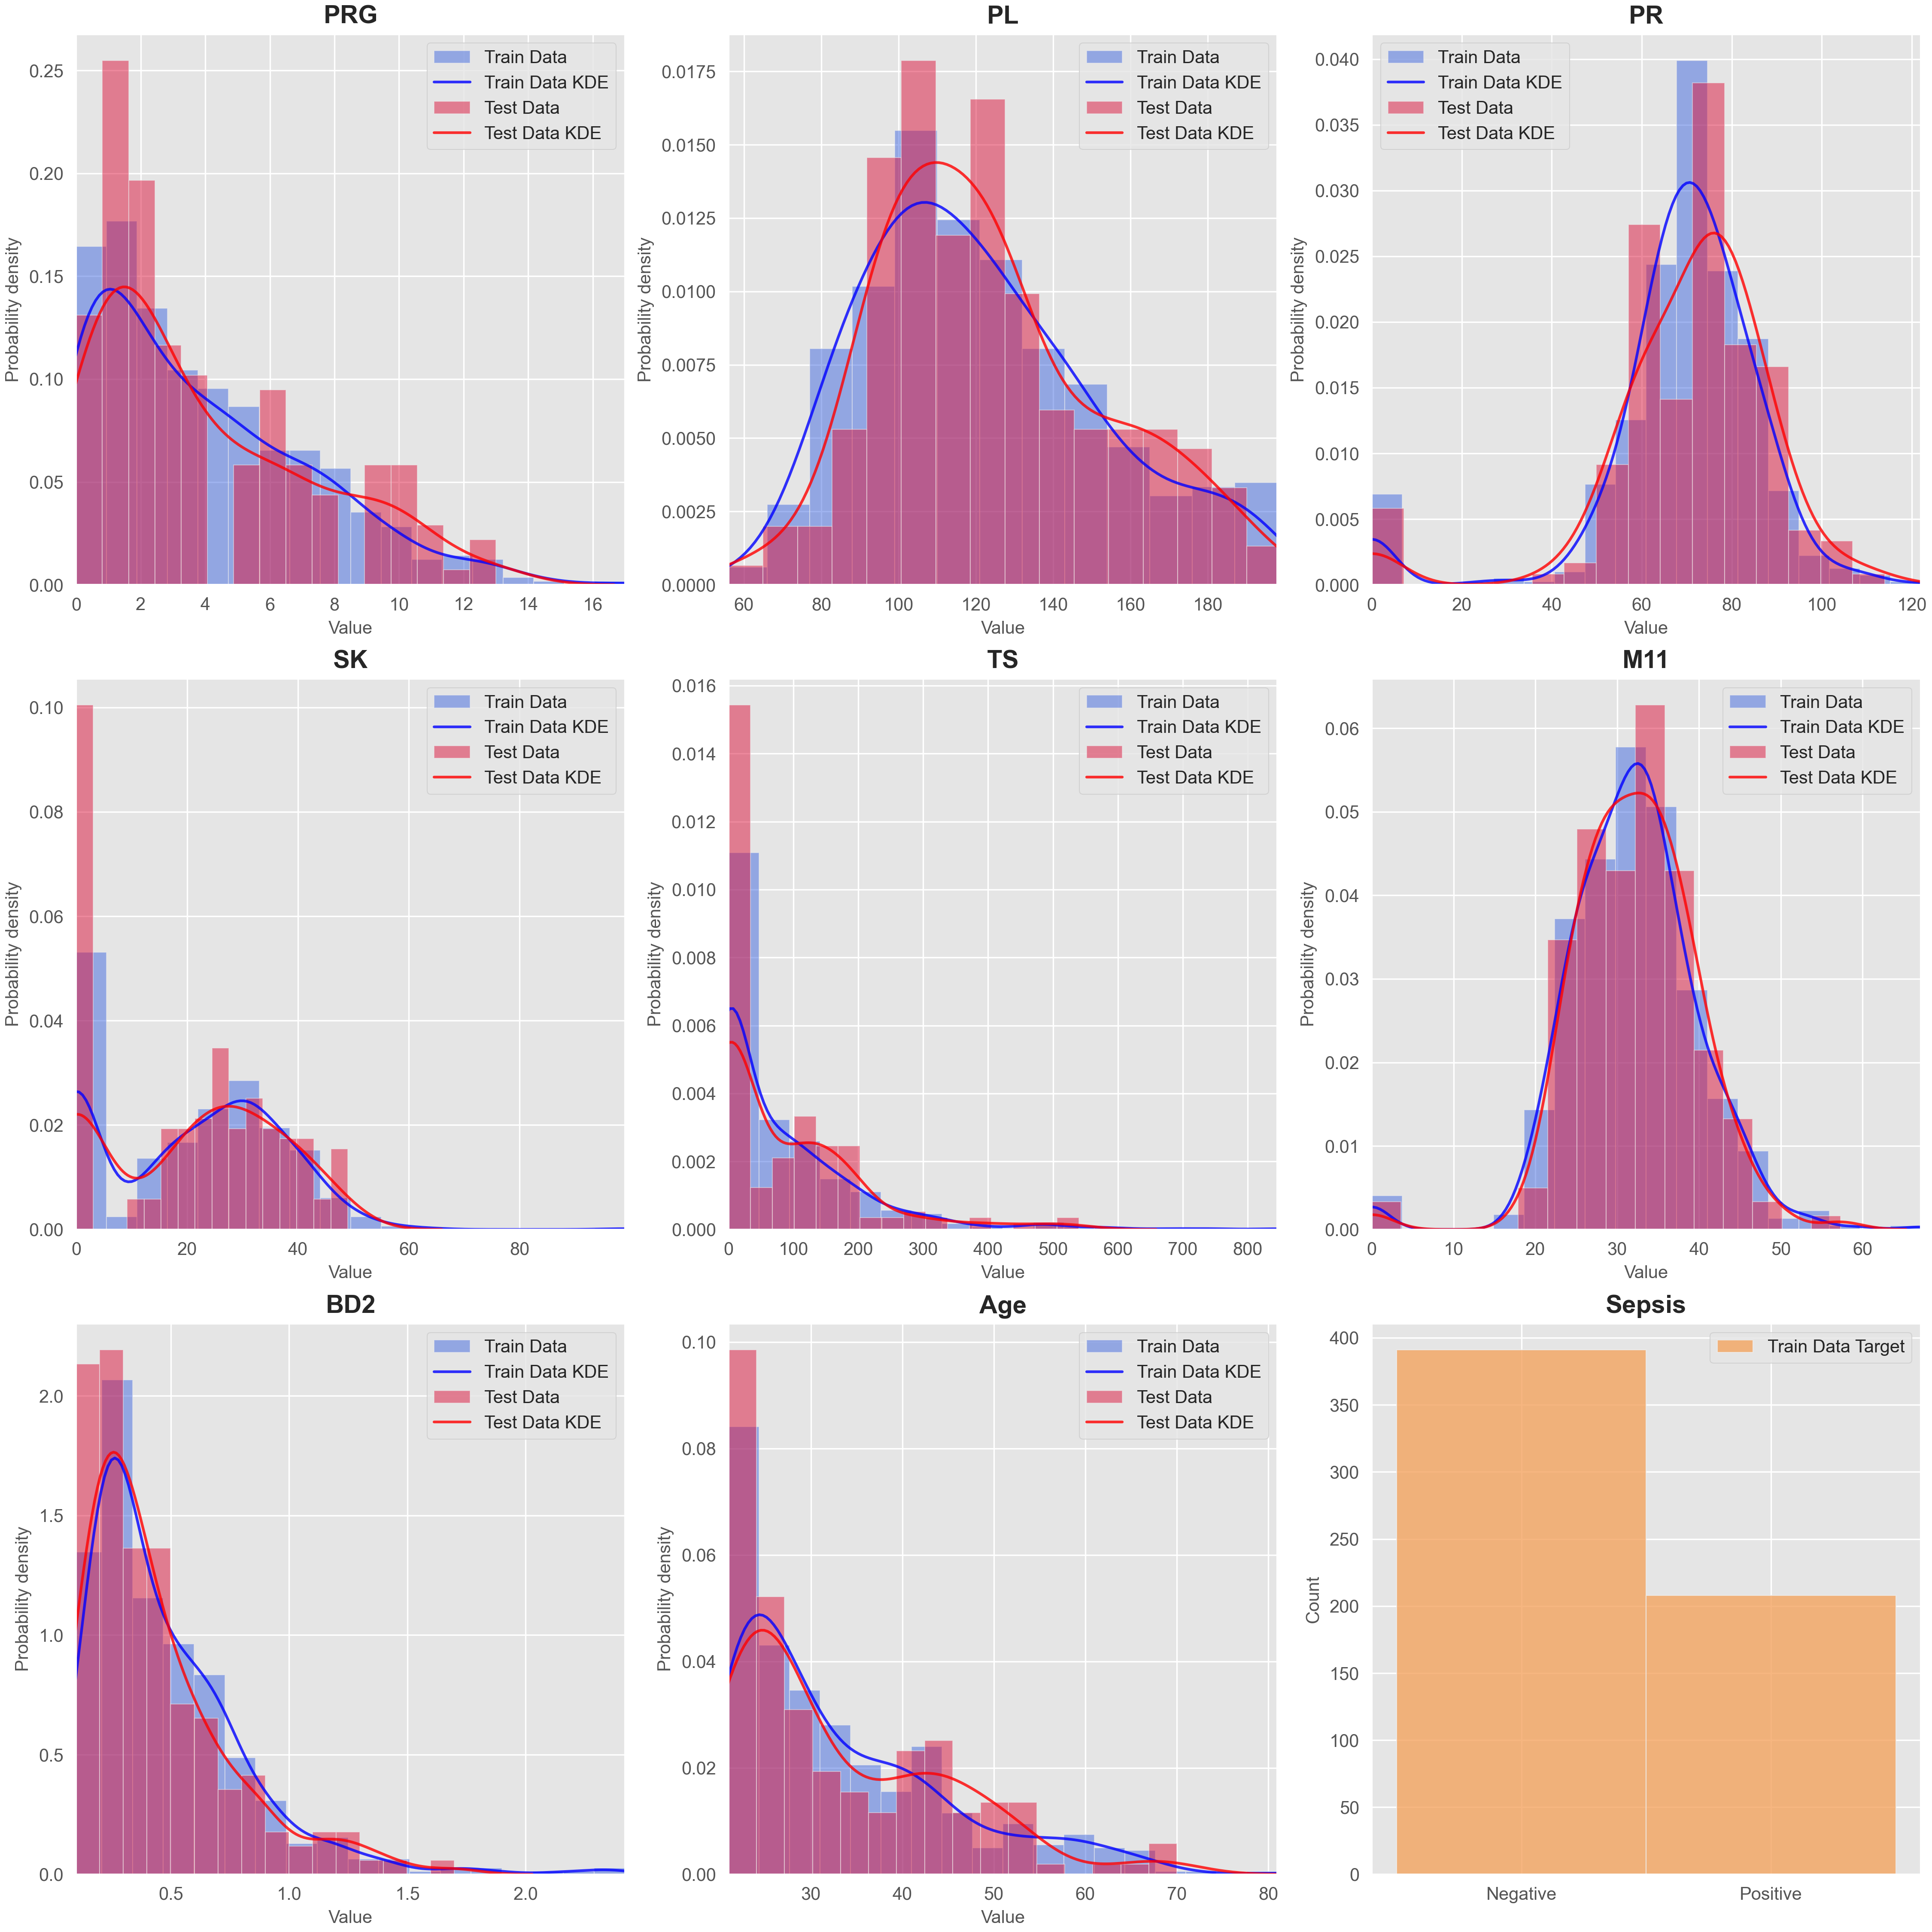 PRG
Train Data
Train Data KDE
Test Data
Test Data KDE
0.25
0.20
0.15
0.10
0.05
0.00
Probability density
0 2 4 6 8 10 12 14 16
Value
PL
Train Data
Train Data KDE
Test Data
Test Data KDE
0.0175
0.0150
0.0125
0.0100
0.0075
0.0050
0.0025
0.0000
Probability density
60 80 100 120 140 160 180
Value
PR
Train Data
Train Data KDE
Test Data
Test Data KDE
0.040
0.035
0.030
0.025
0.020
0.015
0.010
0.005
0.000
Probability density
0 20 40 60 80 100 120
Value
SK
Train Data
Train Data KDE
Test Data
Test Data KDE
0.10
0.08
0.06
0.04
0.02
0.00
Probability density
0 20 40 60 80
Value
TS
Train Data
Train Data KDE
Test Data
Test Data KDE
0.016
0.014
0.012
0.010
0.008
0.006
0.004
0.002
0.000
Probability density
0 100 200 300 400 500 600 700 800
Value
M11
Train Data
Train Data KDE
Test Data
Test Data KDE
0.06
0.05
0.04
0.03
0.02
0.01
0.00
Probability density
0 10 20 30 40 50 60
Value
BD2
Train Data
Train Data KDE
Test Data
Test Data KDE
2.0
1.5
1.0
0.5
0.0
Probability density
0.5 1.0 1.5 2.0
Value
Age
Train Data
Train Data KDE
Test Data
Test Data KDE
0.10
0.08
0.06
0.04
0.02
0.00
Probability density
30 40 50 60 70 80
Value
Sepsis
Train Data Target
400
350
300
250
200
150
100
50
0
Count
Negative Positive